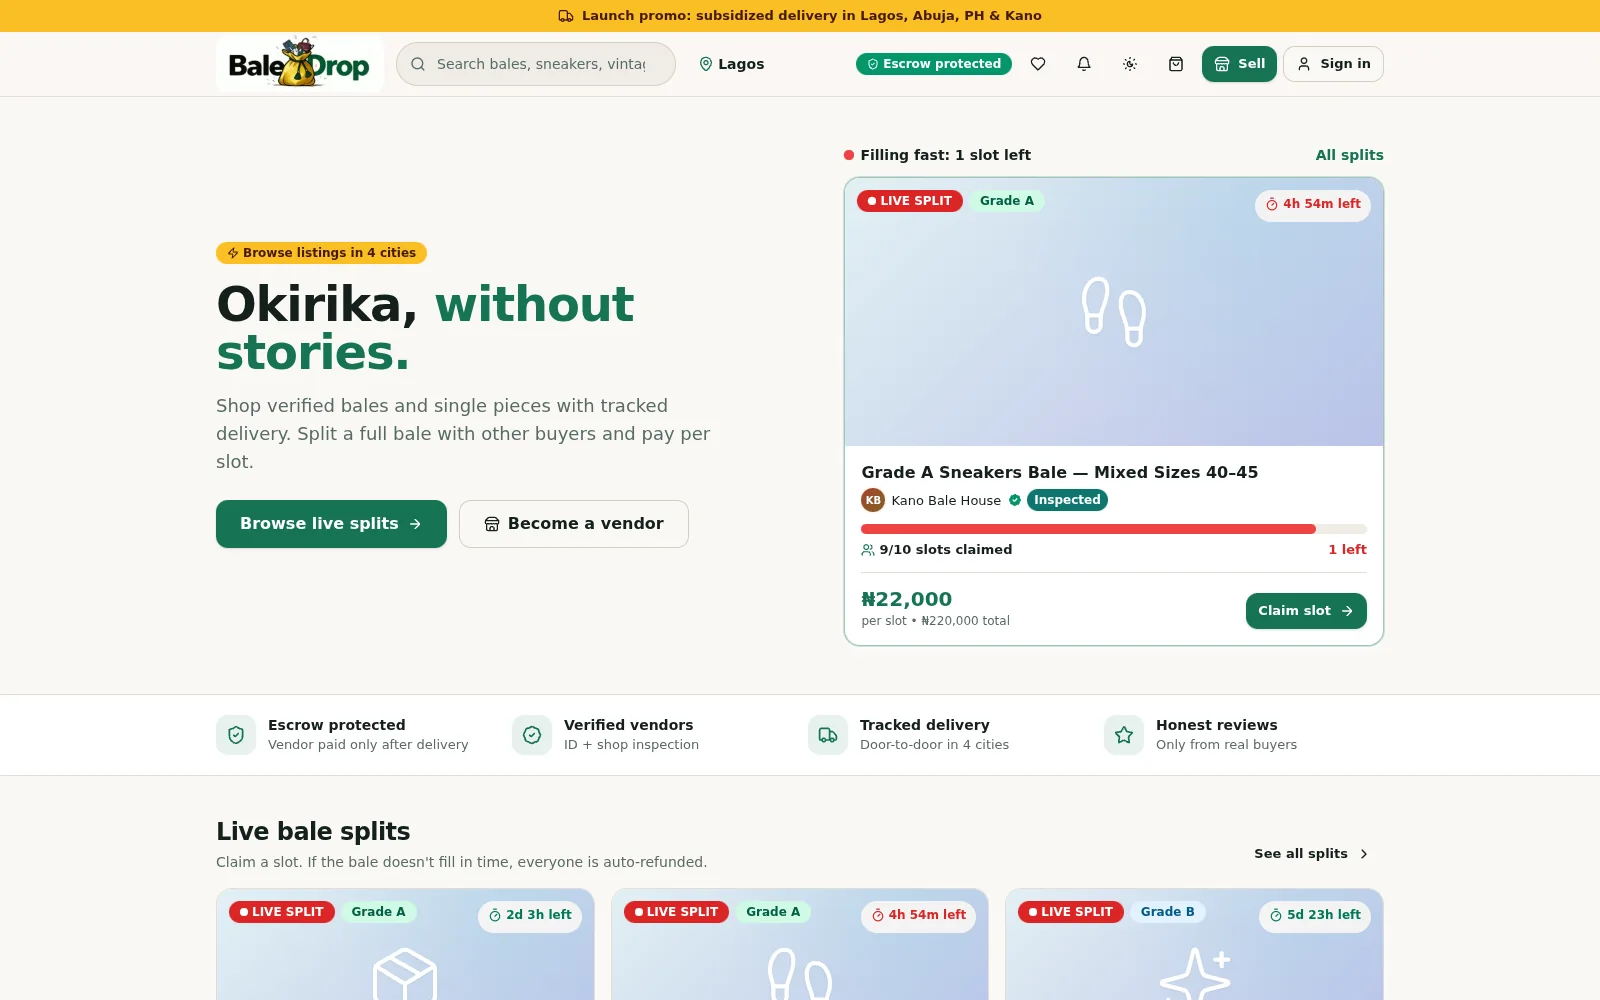 Launch promo: subsidized delivery in Lagos, Abuja, PH & Kano
BaleDrop
Search bales, sneakers, vintag
Lagos
Escrow protected
Sell
Sign in
Browse listings in 4 cities
Okirika, without
stories.
Shop verified bales and single pieces with tracked
delivery. Split a full bale with other buyers and pay per
slot.
Browse live splits
Become a vendor
Filling fast: 1 slot left
All splits
LIVE SPLIT
Grade A
4h 54m left
Grade A Sneakers Bale — Mixed Sizes 40–45
KB
Kano Bale House
Inspected
9/10 slots claimed
1 left
₦22,000
per slot • ₦220,000 total
Claim slot
Escrow protected
Vendor paid only after delivery
Verified vendors
ID + shop inspection
Tracked delivery
Door-to-door in 4 cities
Honest reviews
Only from real buyers
Live bale splits
Claim a slot. If the bale doesn't fill in time, everyone is auto-refunded.
See all splits
LIVE SPLIT
Grade A
2d 3h left
LIVE SPLIT
Grade A
4h 54m left
LIVE SPLIT
Grade B
5d 23h left